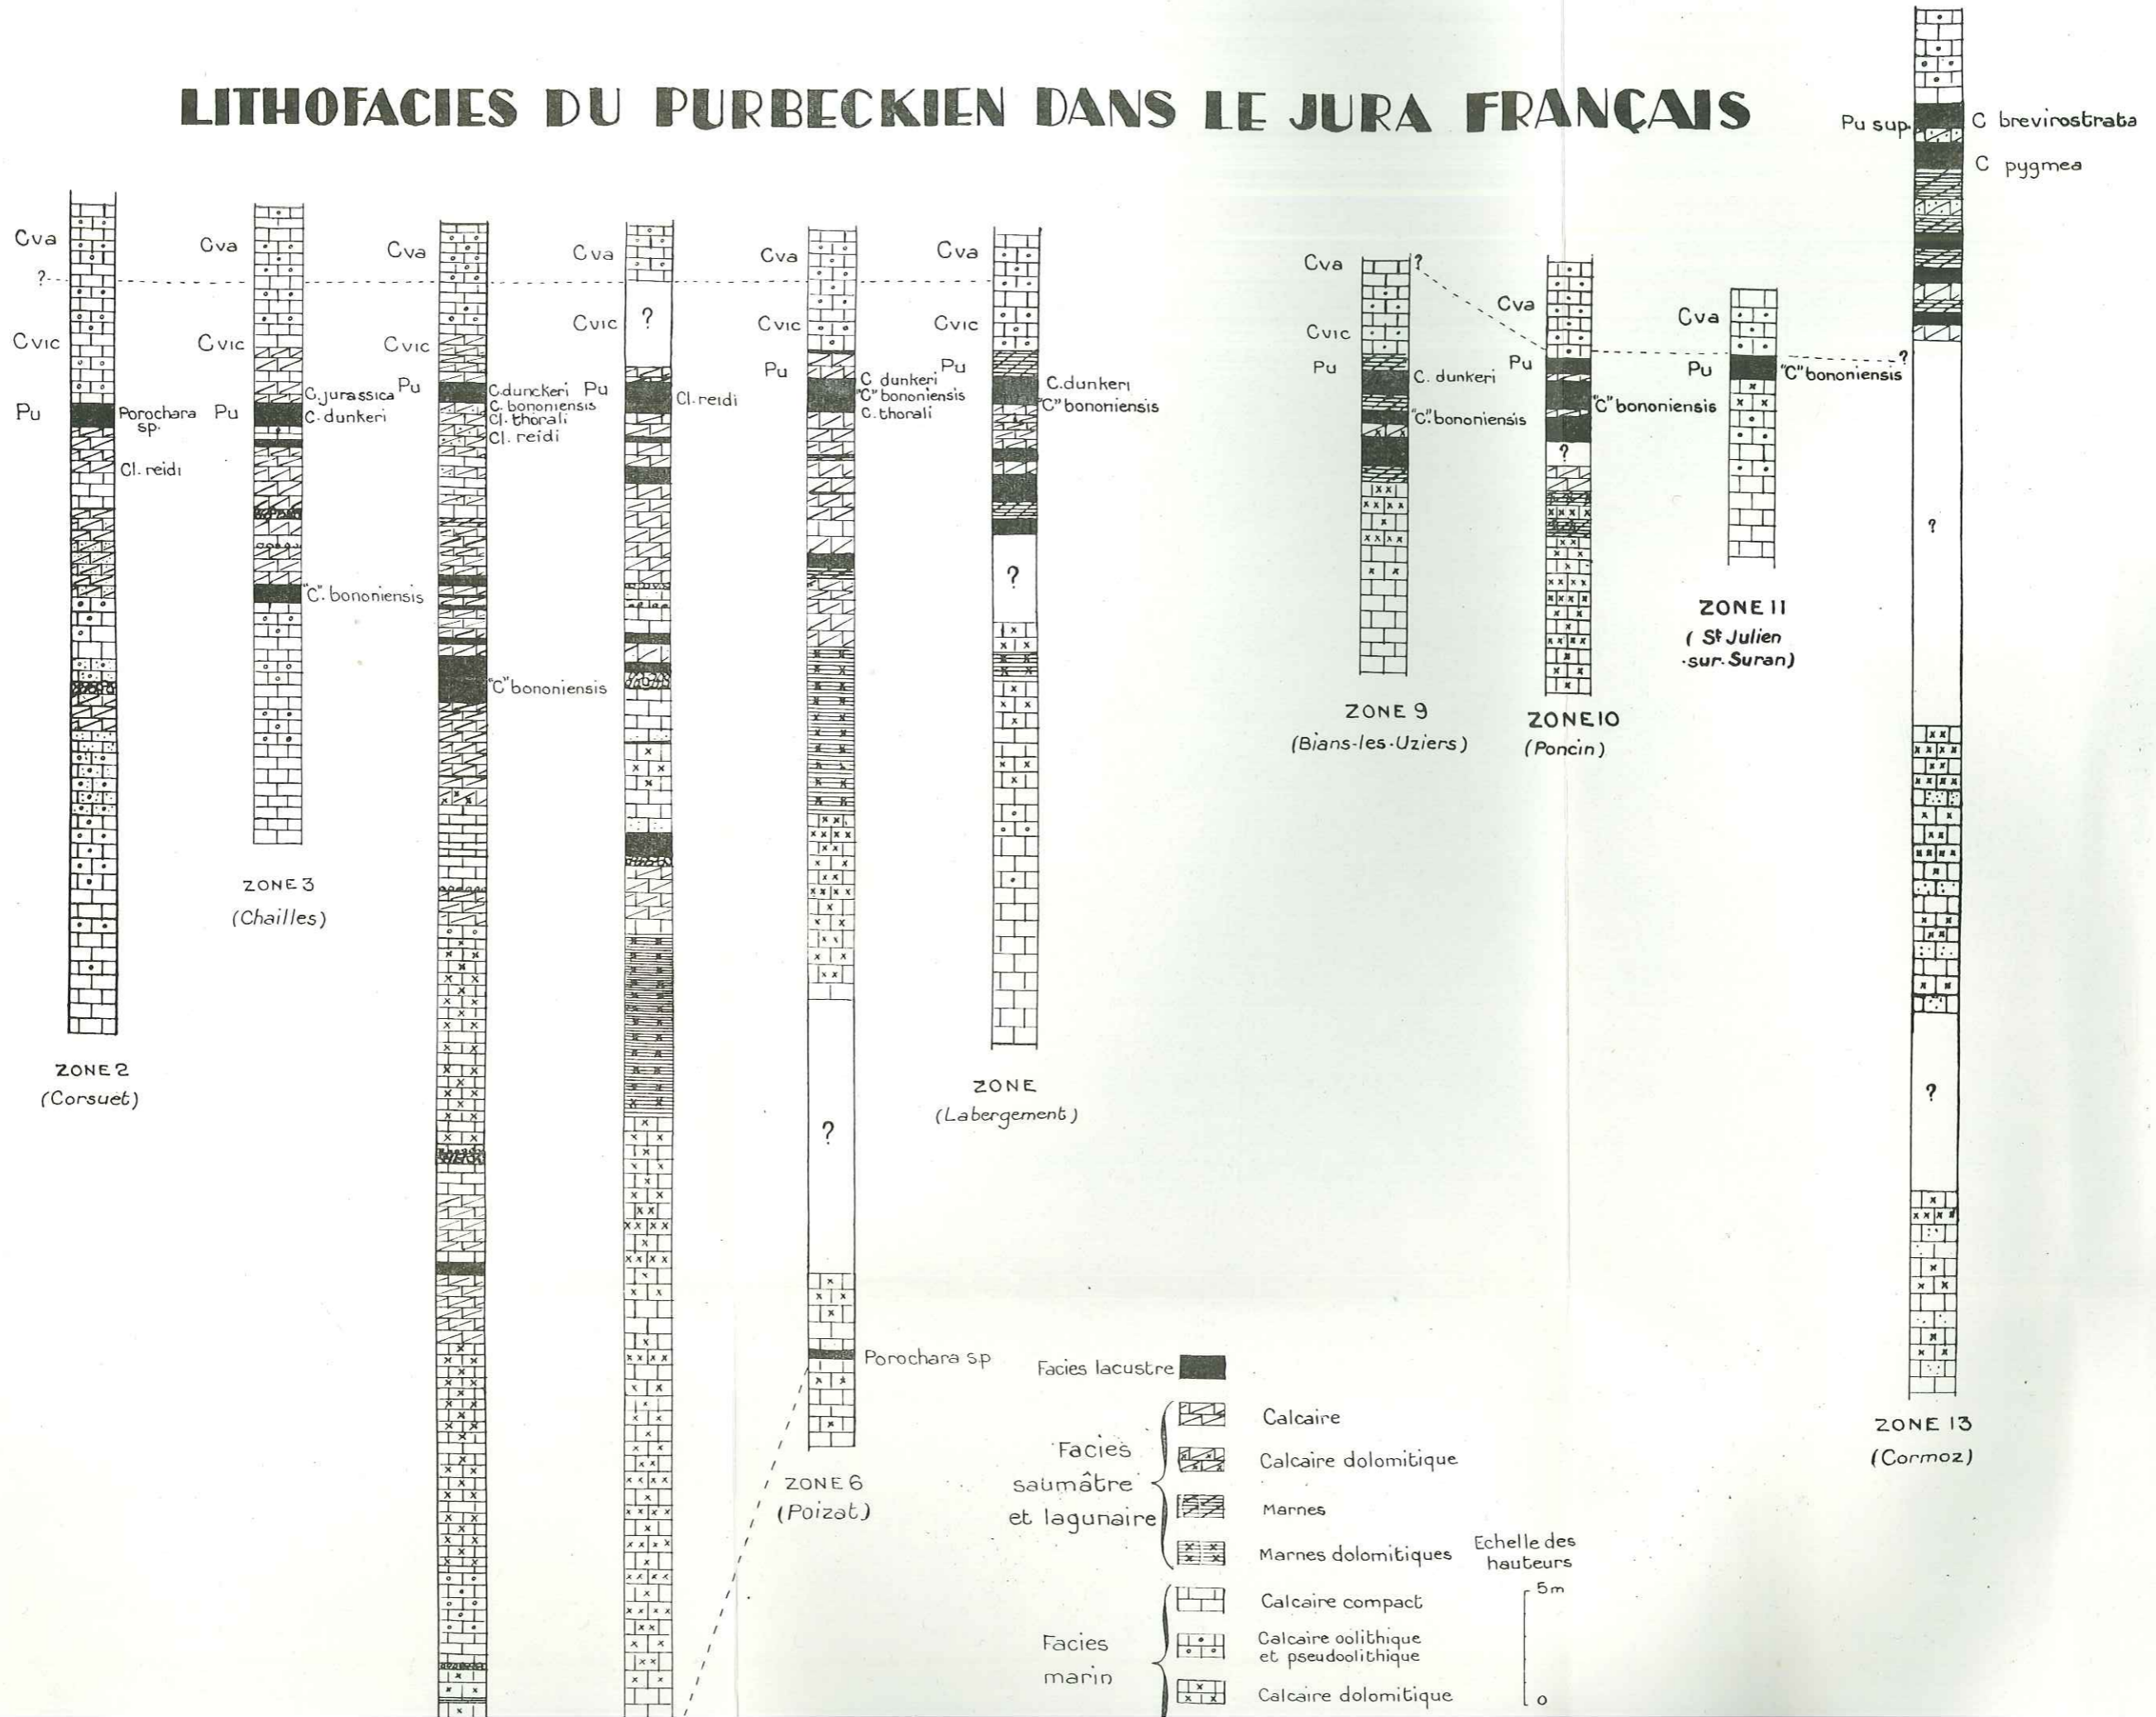 LITHOFACIES DU PURBECKIEN DANS LE JURA FRANÇAIS
Pu sup.
C brevirostrata
C pygmea
?
?
ZONE 13
(Cormoz)
Cva
?
Cvic
Pu
Porochara
sp.
Cl. reidi
ZONE 2
(Corsuet)
Cva
Cvic
Pu
C. jurassica
C. dunkeri
"C". bononiensis
ZONE 3
(Chailles)
Cva
Cvic
Pu
C.dunckeri
C. bononiensis
Cl. thorali
Cl. reidi
"C" bononiensis
Cva
Cvic
?
Pu
Cl. reidi
Cva
Cvic
Pu
C dunkeri
"C" bononiensis
C. thorali
?
Porochara sp
ZONE 6
(Poizat)
Cva
Cvic
Pu
C.dunkeri
"C" bononiensis
?
ZONE
(Labergement)
Cva
?
Cvic
Pu
C. dunkeri
"C". bononiensis
ZONE 9
(Bians-les-Uziers)
Cva
Pu
"C" bononiensis
?
ZONE 10
(Poncin)
Cva
Pu
?
"C" bononiensis
ZONE 11
( St Julien
-sur-Suran)
Facies lacustre
Facies
saumâtre
et lagunaire
Calcaire
Calcaire dolomitique
Marnes
Marnes dolomitiques
Facies
marin
Calcaire compact
Calcaire oolithique
et pseudoolithique
Calcaire dolomitique
Echelle des
hauteurs
5m
0